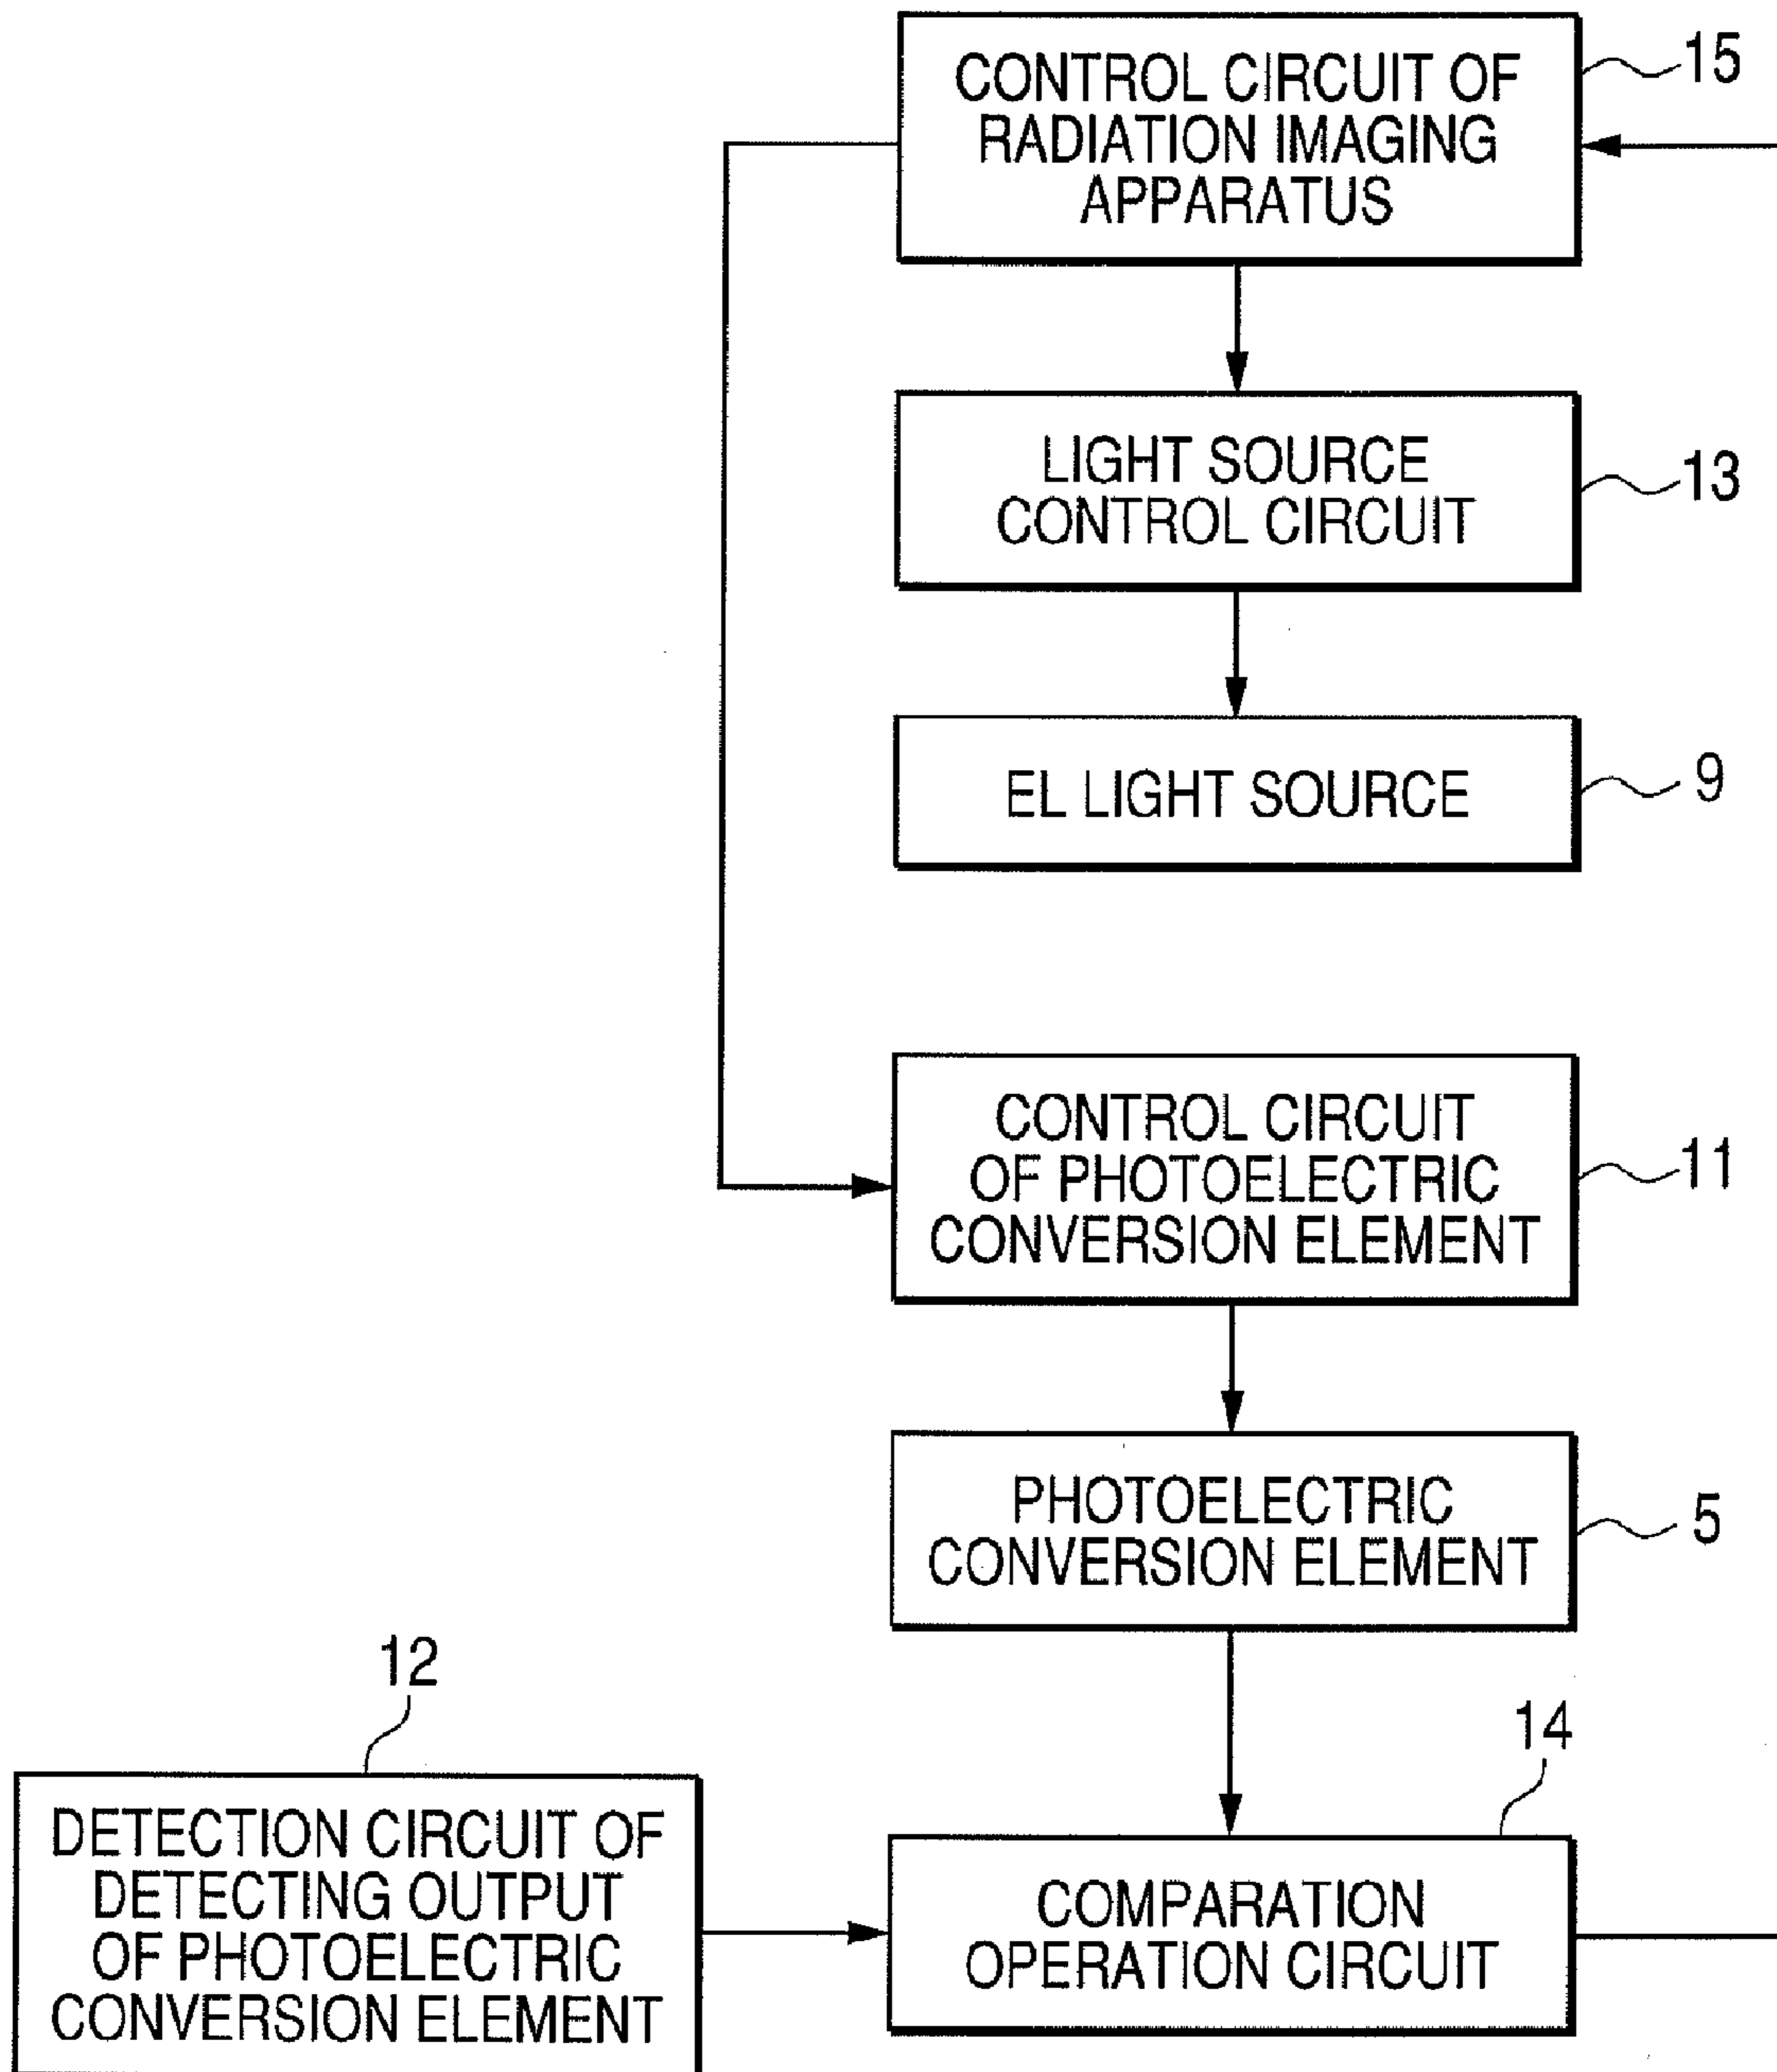 CONTROL CIRCUIT OF
RADIATION IMAGING
APPARATUS
15
LIGHT SOURCE
CONTROL CIRCUIT
13
EL LIGHT SOURCE
9
CONTROL CIRCUIT
OF PHOTOELECTRIC
CONVERSION ELEMENT
11
PHOTOELECTRIC
CONVERSION ELEMENT
5
12
DETECTION CIRCUIT OF
DETECTING OUTPUT
OF PHOTOELECTRIC
CONVERSION ELEMENT
14
COMPARATION
OPERATION CIRCUIT